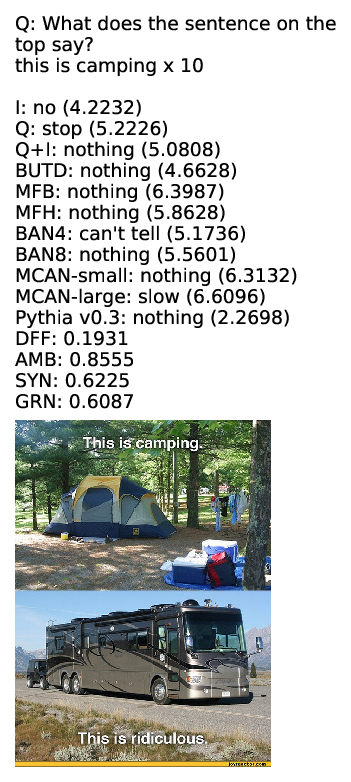 Q: What does the sentence on the
top say?
this is camping x 10
I: no (4.2232)
Q: stop (5.2226)
Q+I: nothing (5.0808)
BUTD: nothing (4.6628)
MFB: nothing (6.3987)
MFH: nothing (5.8628)
BAN4: can't tell (5.1736)
BAN8: nothing (5.5601)
MCAN-small: nothing (6.3132)
MCAN-large: slow (6.6096)
Pythia v0.3: nothing (2.2698)
DFF: 0.1931
AMB: 0.8555
SYN: 0.6225
GRN: 0.6087
This is camping.
This is ridiculous.
joyreactor.com